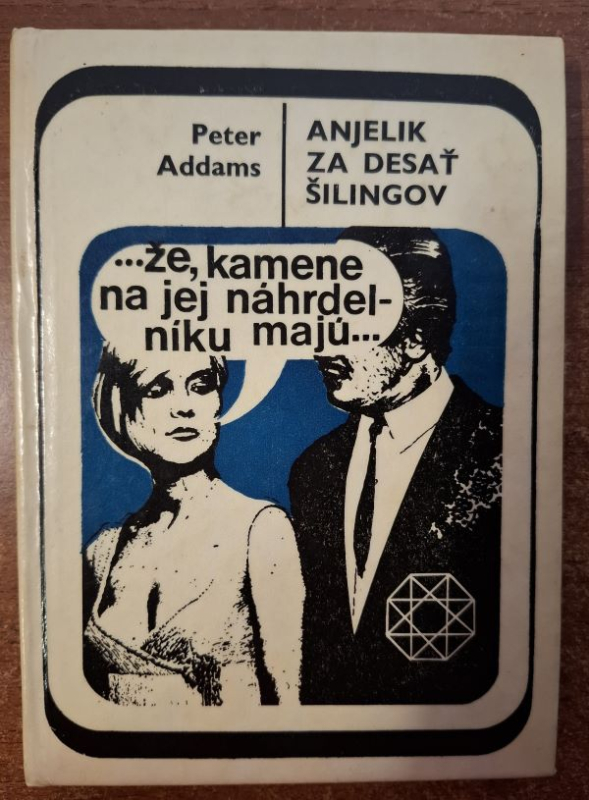 Peter
Addams
ANJELIK
ZA DESAŤ
ŠILINGOV
...že, kamene
na jej náhrdel-
níku majú...